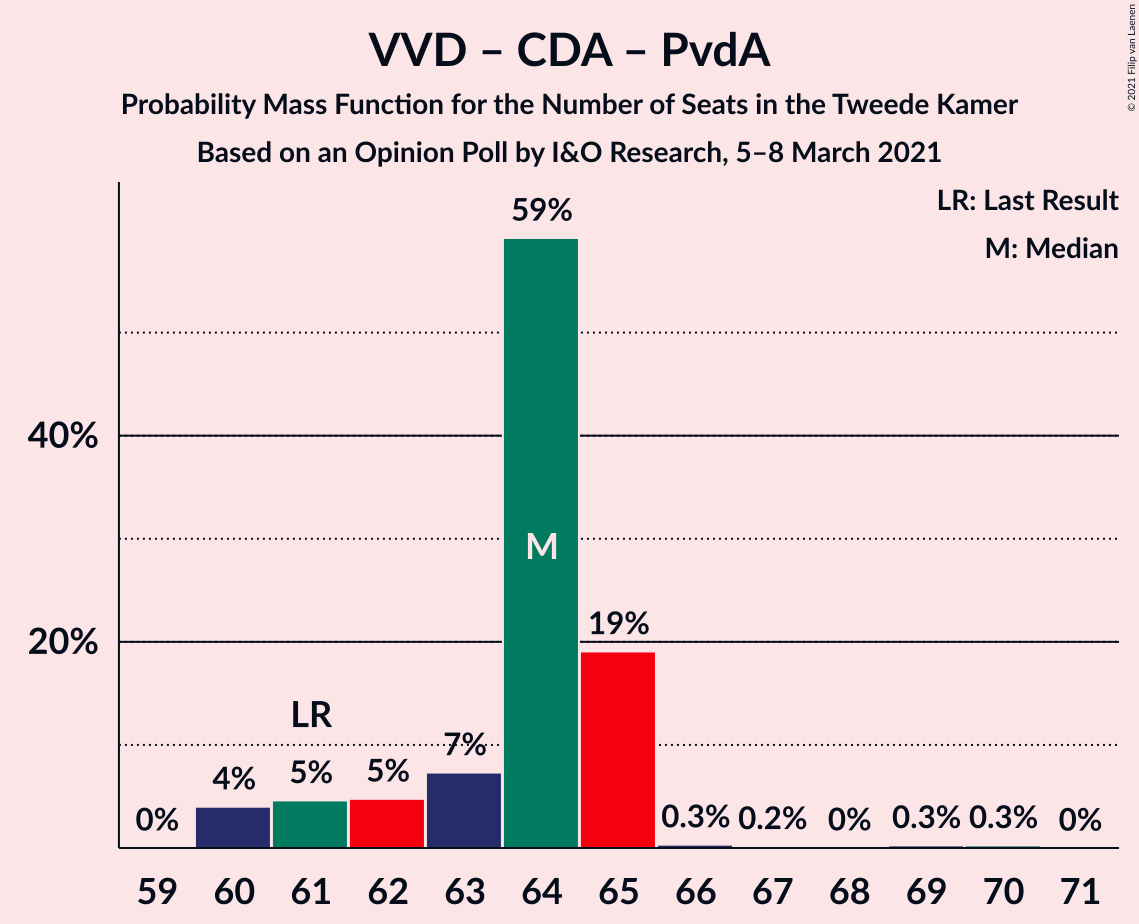 VVD – CDA – PvdA
Probability Mass Function for the Number of Seats in the Tweede Kamer
Based on an Opinion Poll by I&O Research, 5–8 March 2021
© 2021 Filip van Laenen
LR: Last Result
M: Median
59%
40%
M
20%
19%
LR
7%
0% 4% 5% 5% 0.3% 0.2% 0% 0.3% 0.3% 0%
59 60 61 62 63 64 65 66 67 68 69 70 71